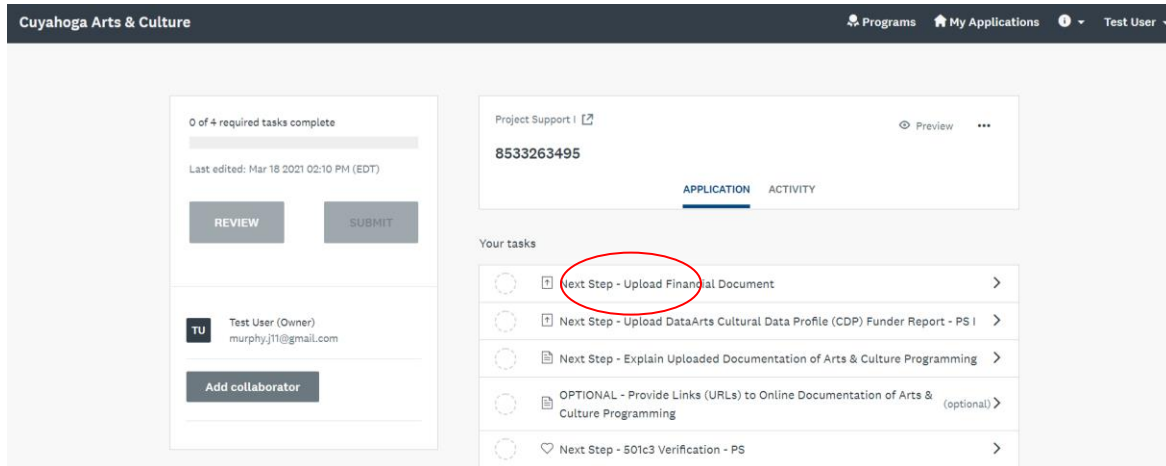 Cuyahoga Arts & Culture
Programs My Applications Test User
0 of 4 required tasks complete
Last edited: Mar 18 2021 02:10 PM (EDT)
REVIEW SUBMIT
TU
Test User (Owner)
murphy.j11@gmail.com
Add collaborator
Project Support I
Preview ...
8533263495
APPLICATION ACTIVITY
Your tasks
Next Step - Upload Financial Document
Next Step - Upload DataArts Cultural Data Profile (CDP) Funder Report - PS I
Next Step - Explain Uploaded Documentation of Arts & Culture Programming
OPTIONAL - Provide Links (URLs) to Online Documentation of Arts & (optional)
Culture Programming
Next Step - 501c3 Verification - PS